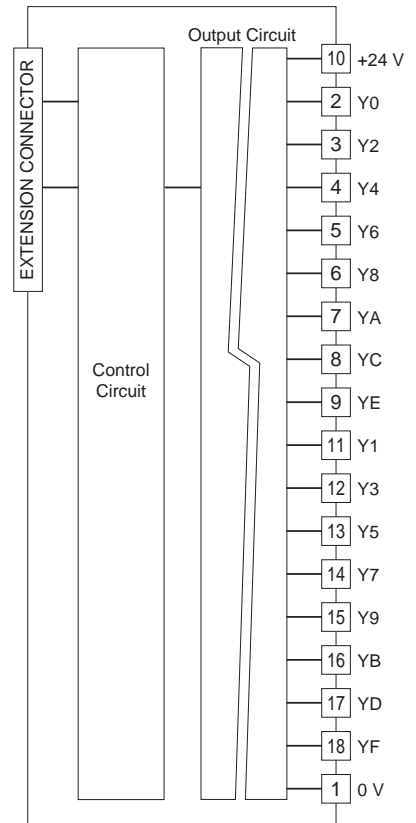 Output Circuit
EXTENSION CONNECTOR
Control
Circuit
10 +24 V
2 Y0
3 Y2
4 Y4
5 Y6
6 Y8
7 YA
8 YC
9 YE
11 Y1
12 Y3
13 Y5
14 Y7
15 Y9
16 YB
17 YD
18 YF
1 0 V